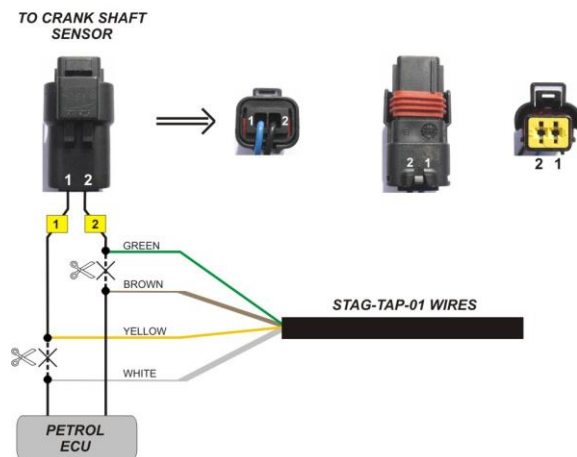 TO CRANK SHAFT
SENSOR
1 2
1 2
2 1
2 1
1 2
GREEN
BROWN
STAG-TAP-01 WIRES
YELLOW
WHITE
PETROL
ECU